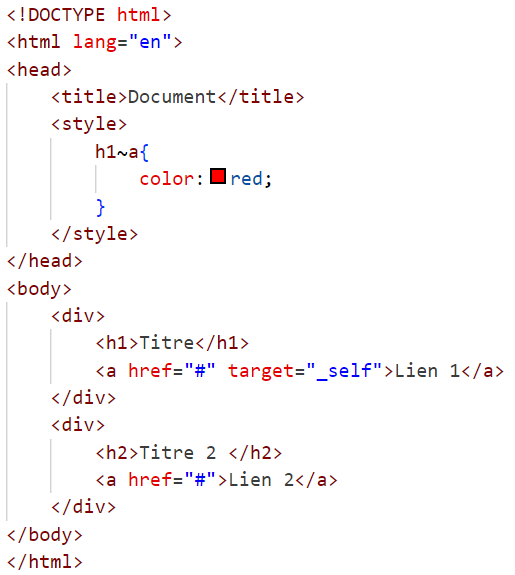 <!DOCTYPE html>
<html lang="en">
<head>
<title>Document</title>
<style>
h1~a{
color: red;
}
</style>
</head>
<body>
<div>
<h1>Titre</h1>
<a href="#" target="_self">Lien 1</a>
</div>
<div>
<h2>Titre 2 </h2>
<a href="#">Lien 2</a>
</div>
</body>
</html>